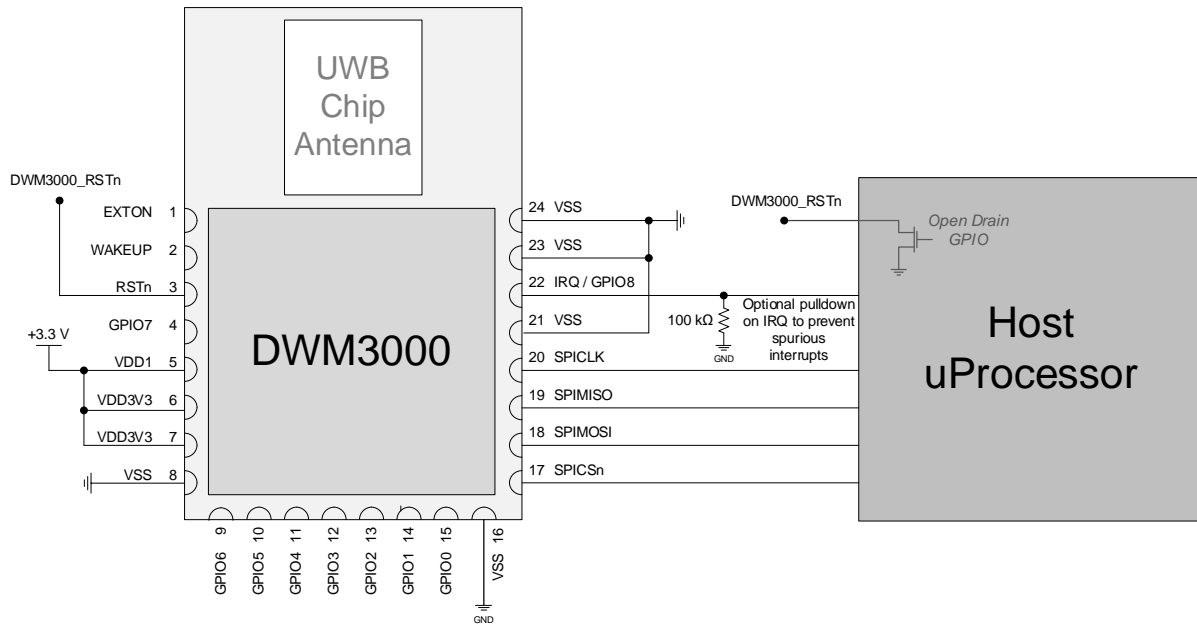 UWB
Chip
Antenna
DWM3000_RSTn
EXTON 1
WAKEUP 2
RSTn 3
GPIO7 4
+3.3 V
VDD1 5
VDD3V3 6
VDD3V3 7
VSS 8
DWM3000
GPIO6 9
GPIO5 10
GPIO4 11
GPIO3 12
GPIO2 13
GPIO1 14
GPIO0 15
VSS 16
GND
24 VSS
23 VSS
22 IRQ / GPIO8
21 VSS
20 SPICLK
19 SPIMISO
18 SPIMOSI
17 SPICSn
100 kΩ
GND
Optional pulldown
on IRQ to prevent
spurious
interrupts
DWM3000_RSTn
Open Drain
GPIO
Host
uProcessor